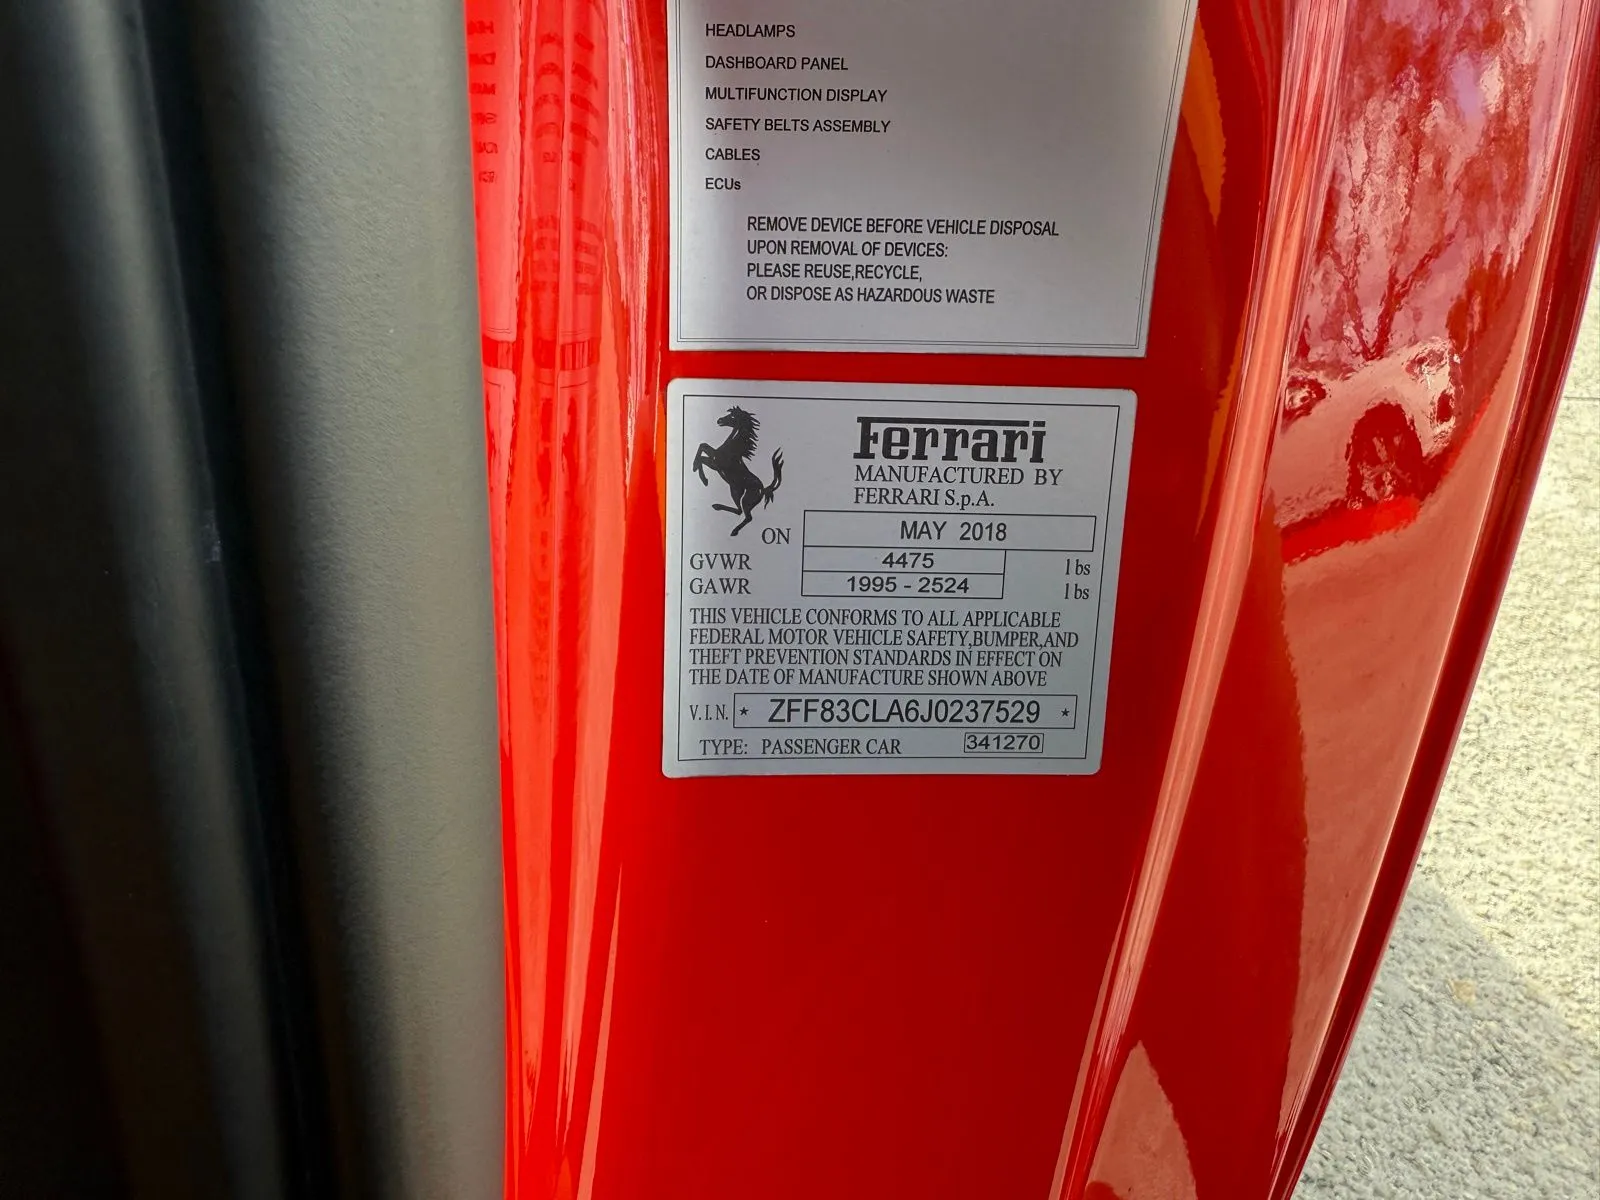 HEADLAMPS
DASHBOARD PANEL
MULTIFUNCTION DISPLAY
SAFETY BELTS ASSEMBLY
CABLES
ECUs
REMOVE DEVICE BEFORE VEHICLE DISPOSAL
UPON REMOVAL OF DEVICES:
PLEASE REUSE,RECYCLE,
OR DISPOSE AS HAZARDOUS WASTE
Ferrari
MANUFACTURED BY
FERRARI S.p.A.
ON MAY 2018
GVWR 4475 lbs
GAWR 1995 - 2524 lbs
THIS VEHICLE CONFORMS TO ALL APPLICABLE
FEDERAL MOTOR VEHICLE SAFETY,BUMPER,AND
THEFT PREVENTION STANDARDS IN EFFECT ON
THE DATE OF MANUFACTURE SHOWN ABOVE
V.I.N. * ZFF83CLA6J0237529 *
TYPE: PASSENGER CAR 341270